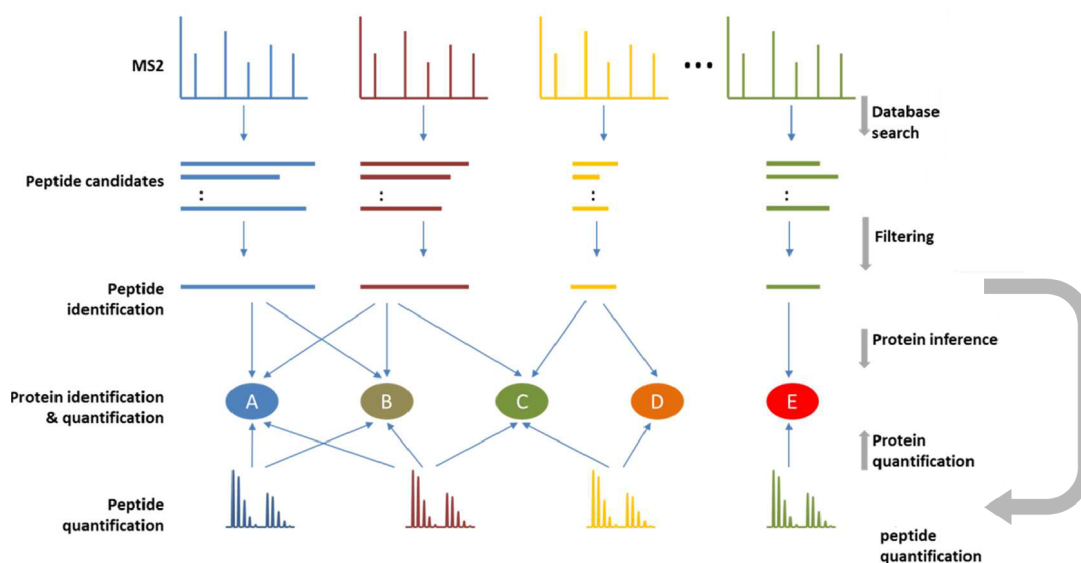 MS2
...
Database
search
Peptide candidates
:
:
:
:
Filtering
Peptide
identification
Protein inference
Protein identification
& quantification
A
B
C
D
E
Protein
quantification
Peptide
quantification
peptide
quantification